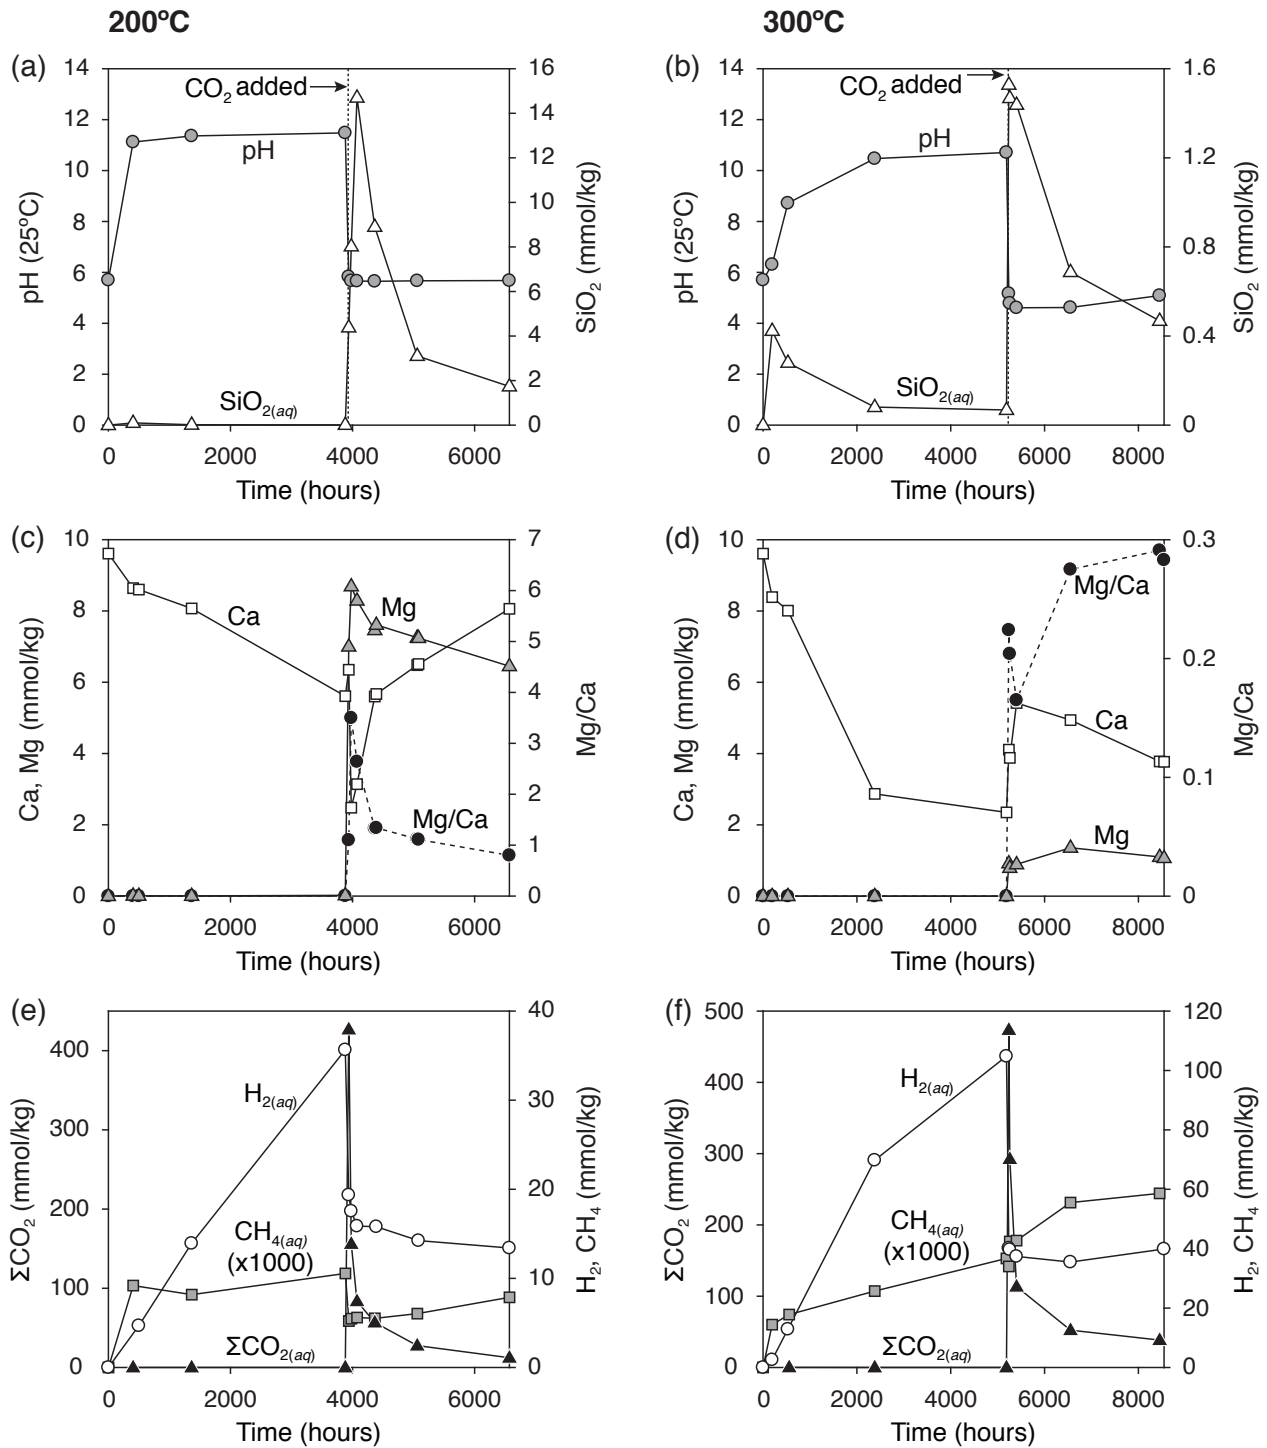 200ºC
300ºC
(a)
14
12
10
8
6
4
2
0
pH (25ºC)
CO2 added
pH
SiO2(aq)
16
14
12
10
8
6
4
2
0
SiO2 (mmol/kg)
0 2000 4000 6000
Time (hours)
(b)
14
12
10
8
6
4
2
0
pH (25ºC)
CO2 added
pH
SiO2(aq)
1.6
1.2
0.8
0.4
0
SiO2 (mmol/kg)
0 2000 4000 6000 8000
Time (hours)
(c)
10
8
6
4
2
0
Ca, Mg (mmol/kg)
Ca
Mg
Mg/Ca
7
6
5
4
3
2
1
0
Mg/Ca
0 2000 4000 6000
Time (hours)
(d)
10
8
6
4
2
0
Ca, Mg (mmol/kg)
Mg/Ca
Ca
Mg
0.3
0.2
0.1
0
Mg/Ca
0 2000 4000 6000 8000
Time (hours)
(e)
400
300
200
100
0
ΣCO2 (mmol/kg)
H2(aq)
CH4(aq)
(x1000)
ΣCO2(aq)
40
30
20
10
0
H2, CH4 (mmol/kg)
0 2000 4000 6000
Time (hours)
(f)
500
400
300
200
100
0
ΣCO2 (mmol/kg)
H2(aq)
CH4(aq)
(x1000)
ΣCO2(aq)
120
100
80
60
40
20
0
H2, CH4 (mmol/kg)
0 2000 4000 6000 8000
Time (hours)